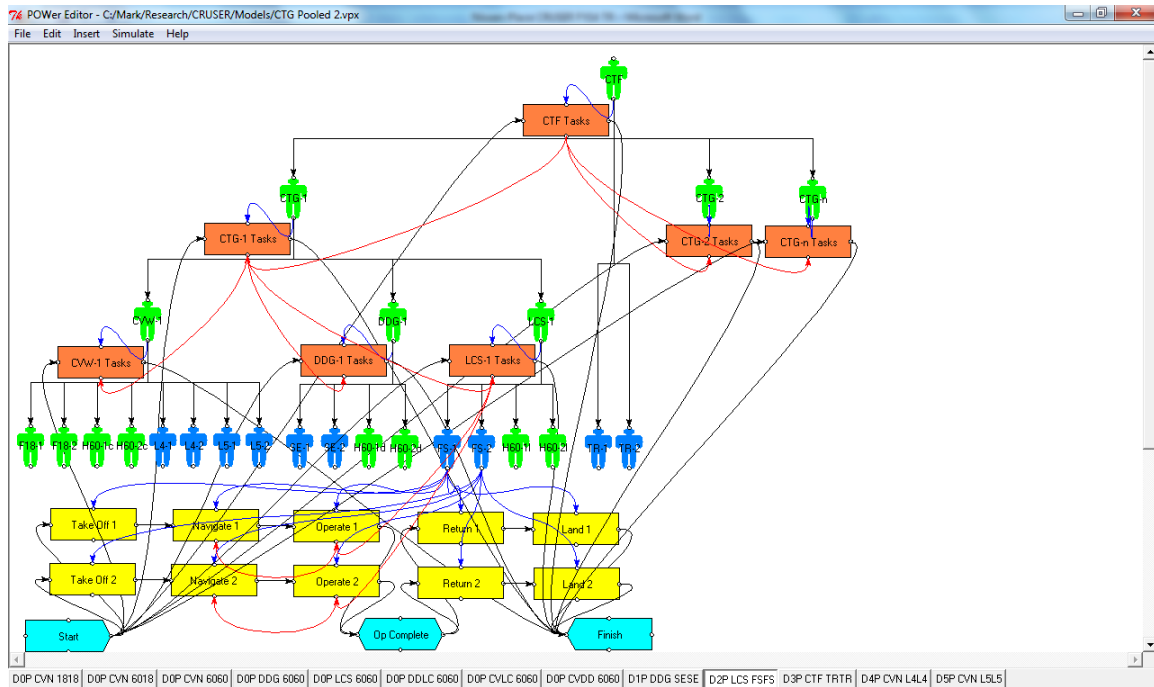 POWer Editor - C:/Mark/Research/CRUSER/Models/CTG Pooled 2.vpx
File Edit Insert Simulate Help
CTF
CTF Tasks
CTG-1 CTG-2 CTG-n
CTG-1 Tasks CTG-2 Tasks CTG-n Tasks
CVW-1 DDG-1 LCS-1
CVW-1 Tasks DDG-1 Tasks LCS-1 Tasks
F18-1 F18-2 H60-1c H60-2c L4-1 L4-2 L5-1 L5-2 SE-1 SE-2 H60-1d H60-2d FS-1 FS-2 H60-1l H60-2l TR-1 TR-2
Take Off 1 Navigate 1 Operate 1 Return 1 Land 1
Take Off 2 Navigate 2 Operate 2 Return 2 Land 2
Start Op Complete Finish
D0P CVN 1818 D0P CVN 6018 D0P CVN 6060 D0P DDG 6060 D0P LCS 6060 D0P DDLC 6060 D0P CVLC 6060 D0P CVDD 6060 D1P DDG SESE D2P LCS FSFS D3P CTF TRTR D4P CVN L4L4 D5P CVN L5L5